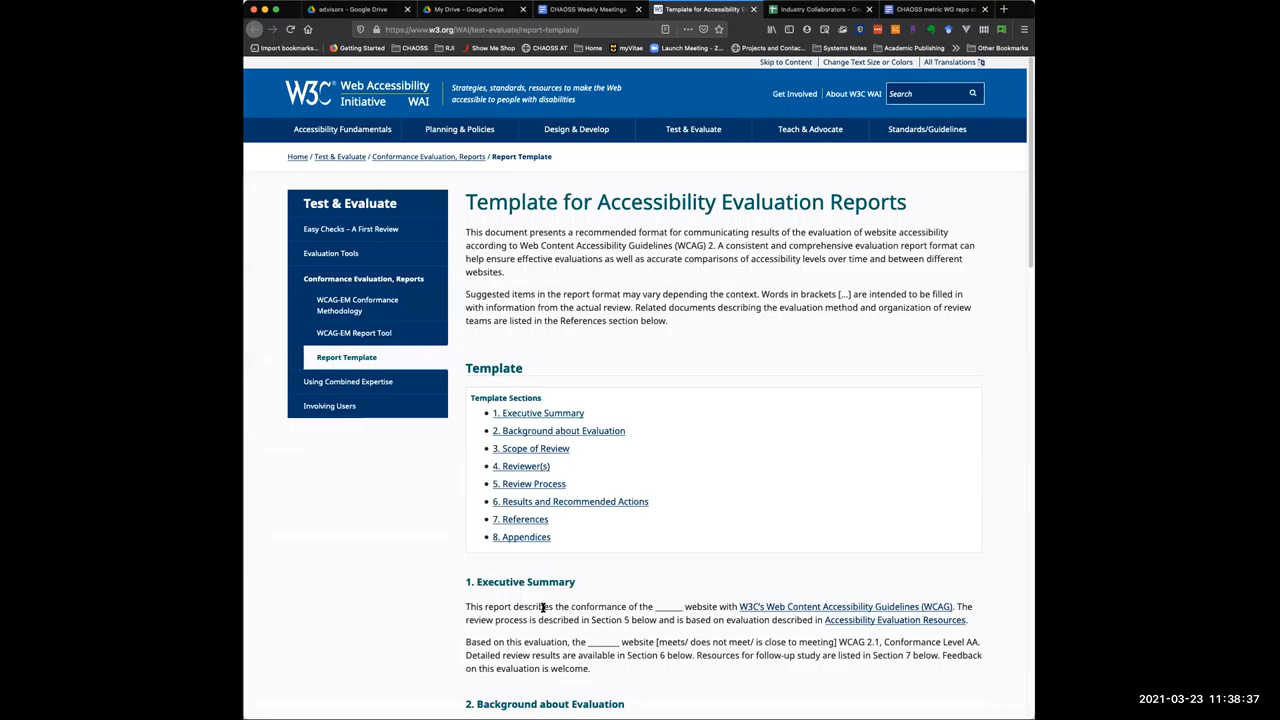 advisors – Google Drive
My Drive – Google Drive
CHAOSS Weekly Meetings
Template for Accessibility E
Industry Collaborators – Go
CHAOSS metric WG repo st
https://www.w3.org/WAI/test-evaluate/report-template/
Import bookmarks...
Getting Started
CHAOSS
RJI
Show Me Shop
CHAOSS AT
Home
myVitae
Launch Meeting - Z...
Projects and Contac...
Systems Notes
Academic Publishing
Other Bookmarks
Skip to Content
Change Text Size or Colors
All Translations
W3C Web Accessibility Initiative WAI
Strategies, standards, resources to make the Web
accessible to people with disabilities
Get Involved
About W3C WAI
Search
Accessibility Fundamentals
Planning & Policies
Design & Develop
Test & Evaluate
Teach & Advocate
Standards/Guidelines
Home / Test & Evaluate / Conformance Evaluation, Reports / Report Template
Test & Evaluate
Easy Checks – A First Review
Evaluation Tools
Conformance Evaluation, Reports
WCAG-EM Conformance
Methodology
WCAG-EM Report Tool
Report Template
Using Combined Expertise
Involving Users
Template for Accessibility Evaluation Reports
This document presents a recommended format for communicating results of the evaluation of website accessibility
according to Web Content Accessibility Guidelines (WCAG) 2. A consistent and comprehensive evaluation report format can
help ensure effective evaluations as well as accurate comparisons of accessibility levels over time and between different
websites.
Suggested items in the report format may vary depending the context. Words in brackets [...] are intended to be filled in
with information from the actual review. Related documents describing the evaluation method and organization of review
teams are listed in the References section below.
Template
Template Sections
1. Executive Summary
2. Background about Evaluation
3. Scope of Review
4. Reviewer(s)
5. Review Process
6. Results and Recommended Actions
7. References
8. Appendices
1. Executive Summary
This report describes the conformance of the ______ website with W3C's Web Content Accessibility Guidelines (WCAG). The
review process is described in Section 5 below and is based on evaluation described in Accessibility Evaluation Resources.
Based on this evaluation, the _______ website [meets/ does not meet/ is close to meeting] WCAG 2.1, Conformance Level AA.
Detailed review results are available in Section 6 below. Resources for follow-up study are listed in Section 7 below. Feedback
on this evaluation is welcome.
2. Background about Evaluation
2021-03-23 11:38:37